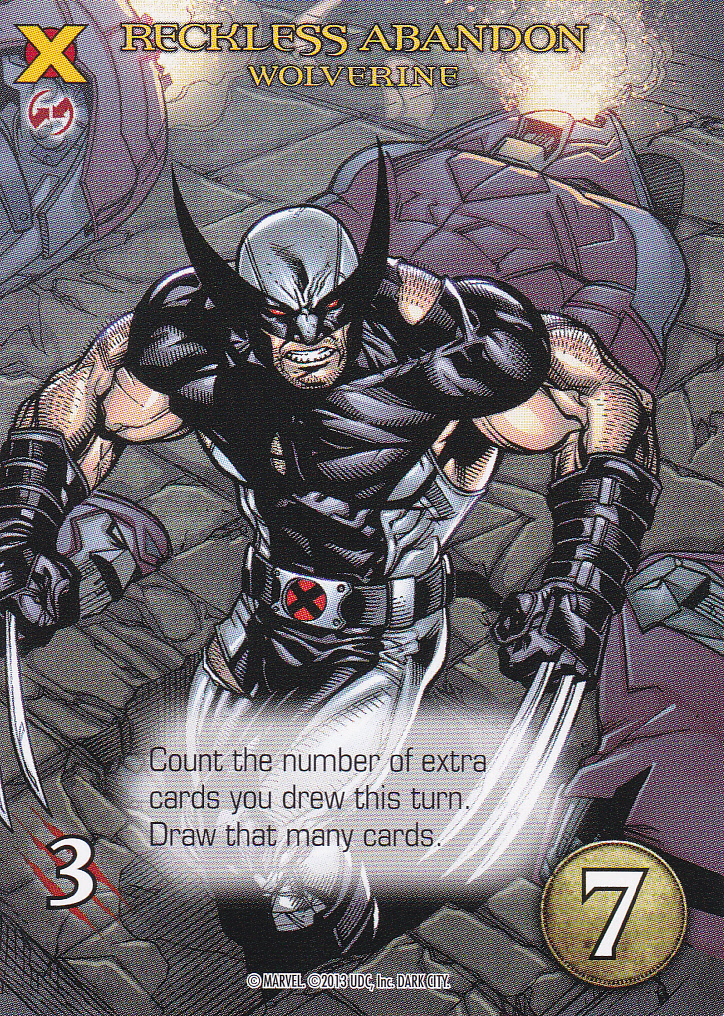 RECKLESS ABANDON
WOLVERINE
Count the number of extra
cards you drew this turn.
Draw that many cards.
3
7
© MARVEL. ©2013 UDC, Inc. DARK CITY.